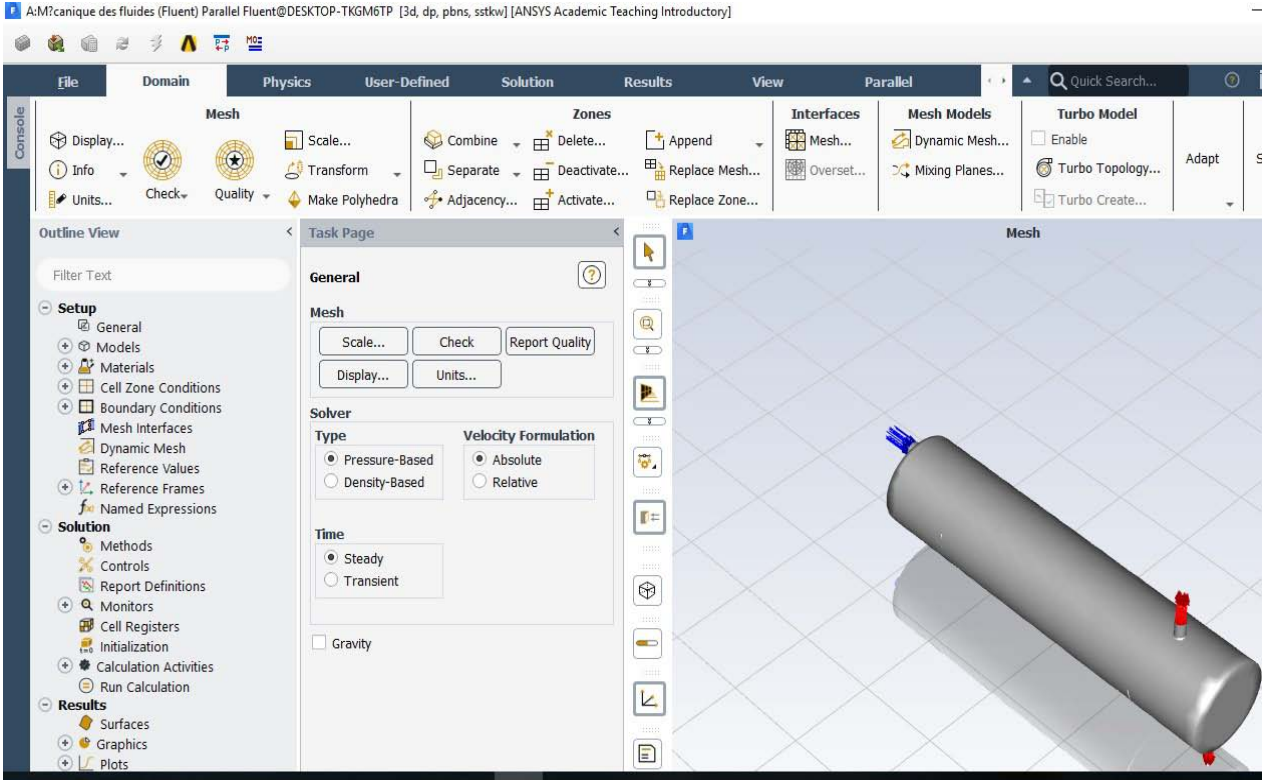 A:M?canique des fluides (Fluent) Parallel Fluent@DESKTOP-TKGM6TP [3d, dp, pbns, sstkw] [ANSYS Academic Teaching Introductory]
File Domain Physics User-Defined Solution Results View Parallel Quick Search...
Console
Mesh
Display...
Info
Units...
Check
Quality
Scale...
Transform
Make Polyhedra
Zones
Combine
Separate
Adjacency...
Delete...
Deactivate...
Activate...
Append
Replace Mesh...
Replace Zone...
Interfaces
Mesh...
Overset...
Mesh Models
Dynamic Mesh...
Mixing Planes...
Turbo Model
Enable
Turbo Topology...
Turbo Create...
Adapt
S
Outline View
Filter Text
Setup
General
Models
Materials
Cell Zone Conditions
Boundary Conditions
Mesh Interfaces
Dynamic Mesh
Reference Values
Reference Frames
Named Expressions
Solution
Methods
Controls
Report Definitions
Monitors
Cell Registers
Initialization
Calculation Activities
Run Calculation
Results
Surfaces
Graphics
Plots
Task Page
General
Mesh
Scale... Check Report Quality
Display... Units...
Solver
Type
Pressure-Based
Density-Based
Velocity Formulation
Absolute
Relative
Time
Steady
Transient
Gravity
Mesh